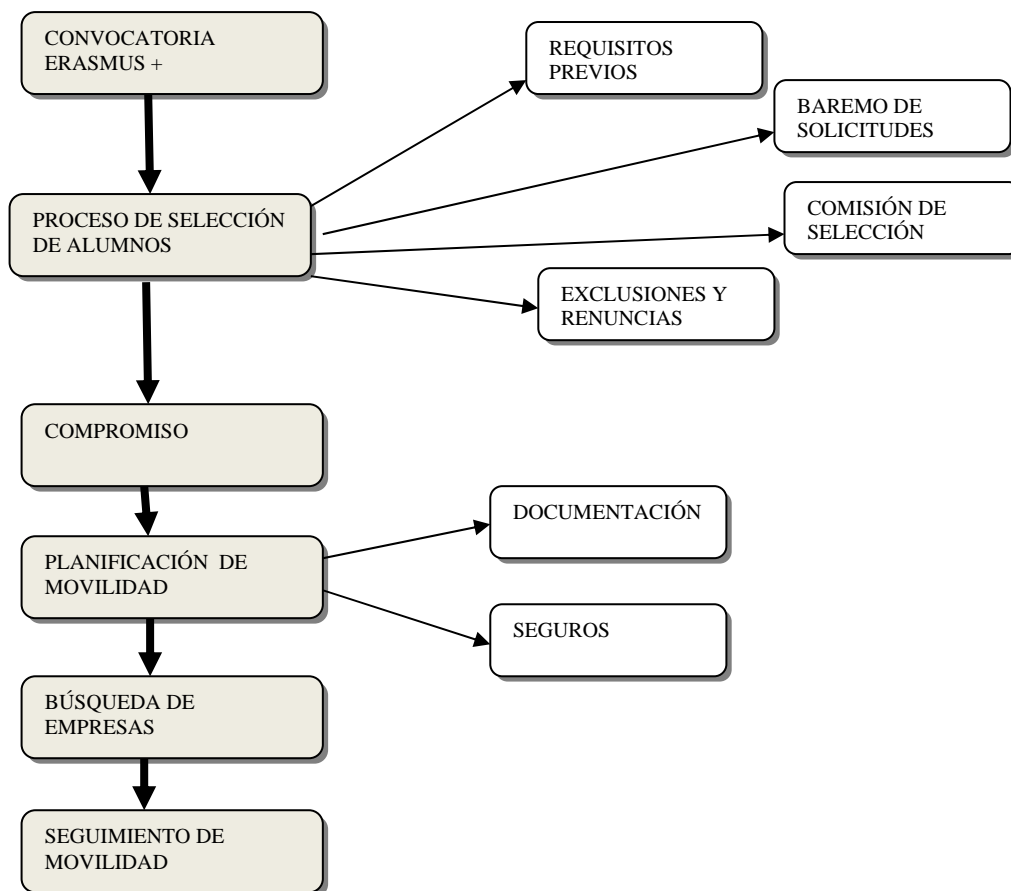 CONVOCATORIA
ERASMUS +
REQUISITOS
PREVIOS
BAREMO DE
SOLICITUDES
PROCESO DE SELECCIÓN
DE ALUMNOS
COMISIÓN DE
SELECCIÓN
EXCLUSIONES Y
RENUNCIAS
COMPROMISO
PLANIFICACIÓN DE
MOVILIDAD
DOCUMENTACIÓN
SEGUROS
BÚSQUEDA DE
EMPRESAS
SEGUIMIENTO DE
MOVILIDAD